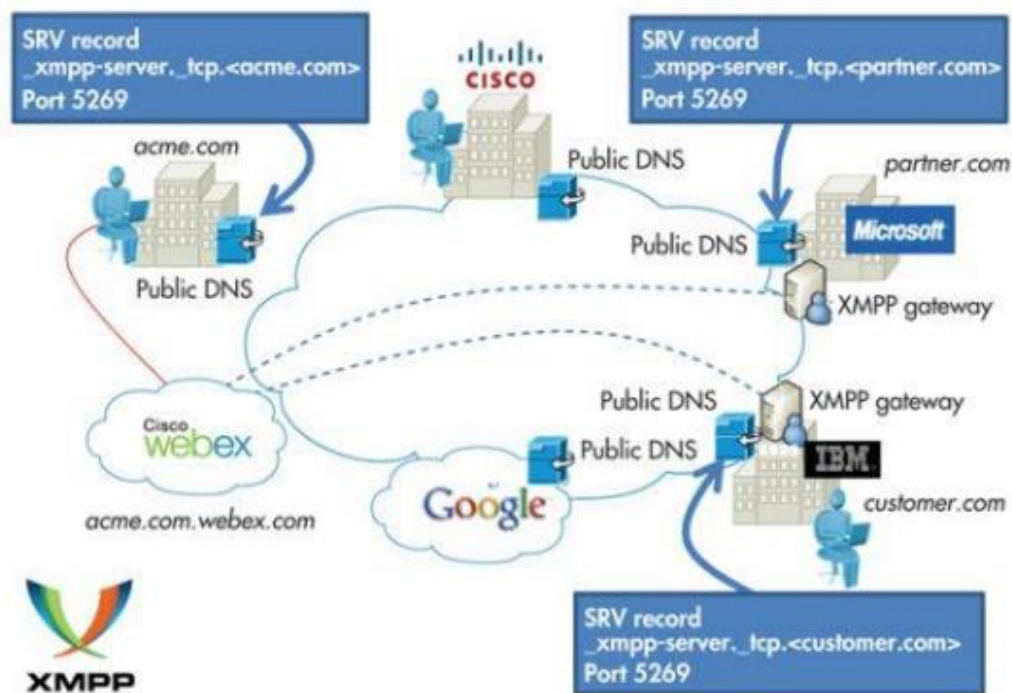 SRV record
_xmpp-server._tcp.<acme.com>
Port 5269
CISCO
SRV record
_xmpp-server._tcp.<partner.com>
Port 5269
acme.com
Public DNS
partner.com
Public DNS
Microsoft
Public DNS
XMPP gateway
Public DNS
XMPP gateway
Cisco
webex
Public DNS
IBM
Google
customer.com
acme.com.webex.com
SRV record
_xmpp-server._tcp.<customer.com>
Port 5269
XMPP